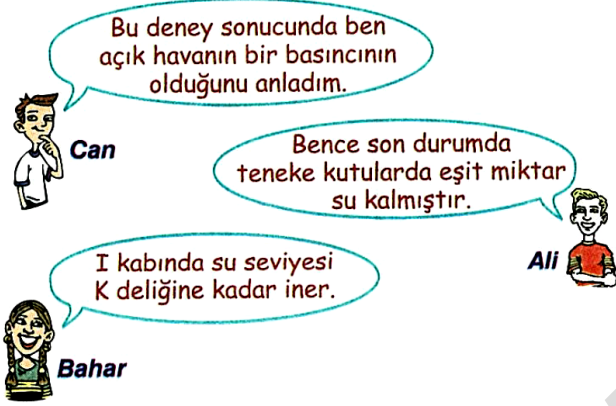 Bu deney sonucunda ben
açık havanın bir basıncının
olduğunu anladım.
Can
Bence son durumda
teneke kutularda eşit miktar
su kalmıştır.
Ali
I kabında su seviyesi
K deliğine kadar iner.
Bahar